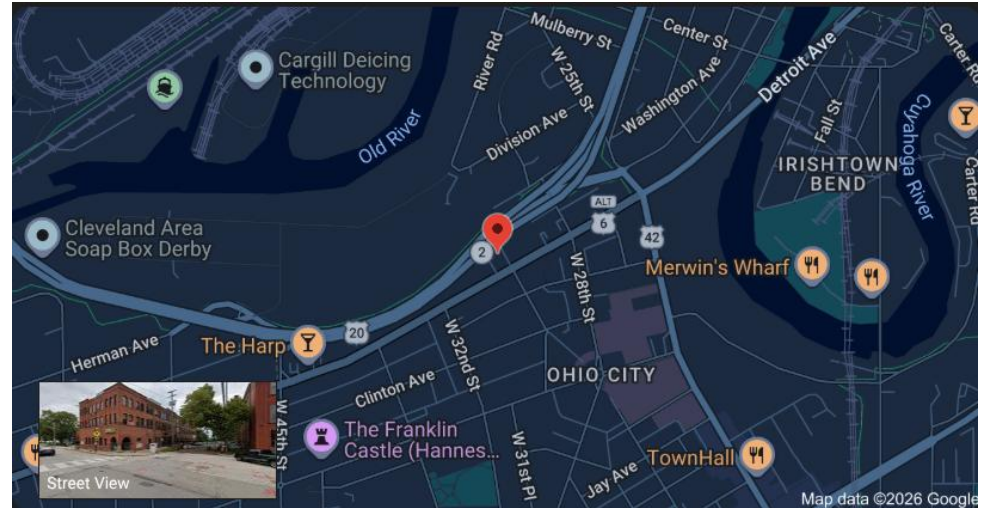 Mulberry St
Center St
River Rd
W 25th St
Washington Ave
Detroit Ave
Carter Rd
Cargill Deicing
Technology
Old River
Division Ave
Fall St
Cuyahoga River
IRISHTOWN
BEND
Carter Rd
ALT
6
42
2
Cleveland Area
Soap Box Derby
Merwin's Wharf
W 28th St
20
The Harp
Herman Ave
W 32nd St
OHIO CITY
Clinton Ave
W 45th St
The Franklin
Castle (Hannes...
W 31st Pl
Jay Ave
TownHall
Street View
Map data ©2026 Google